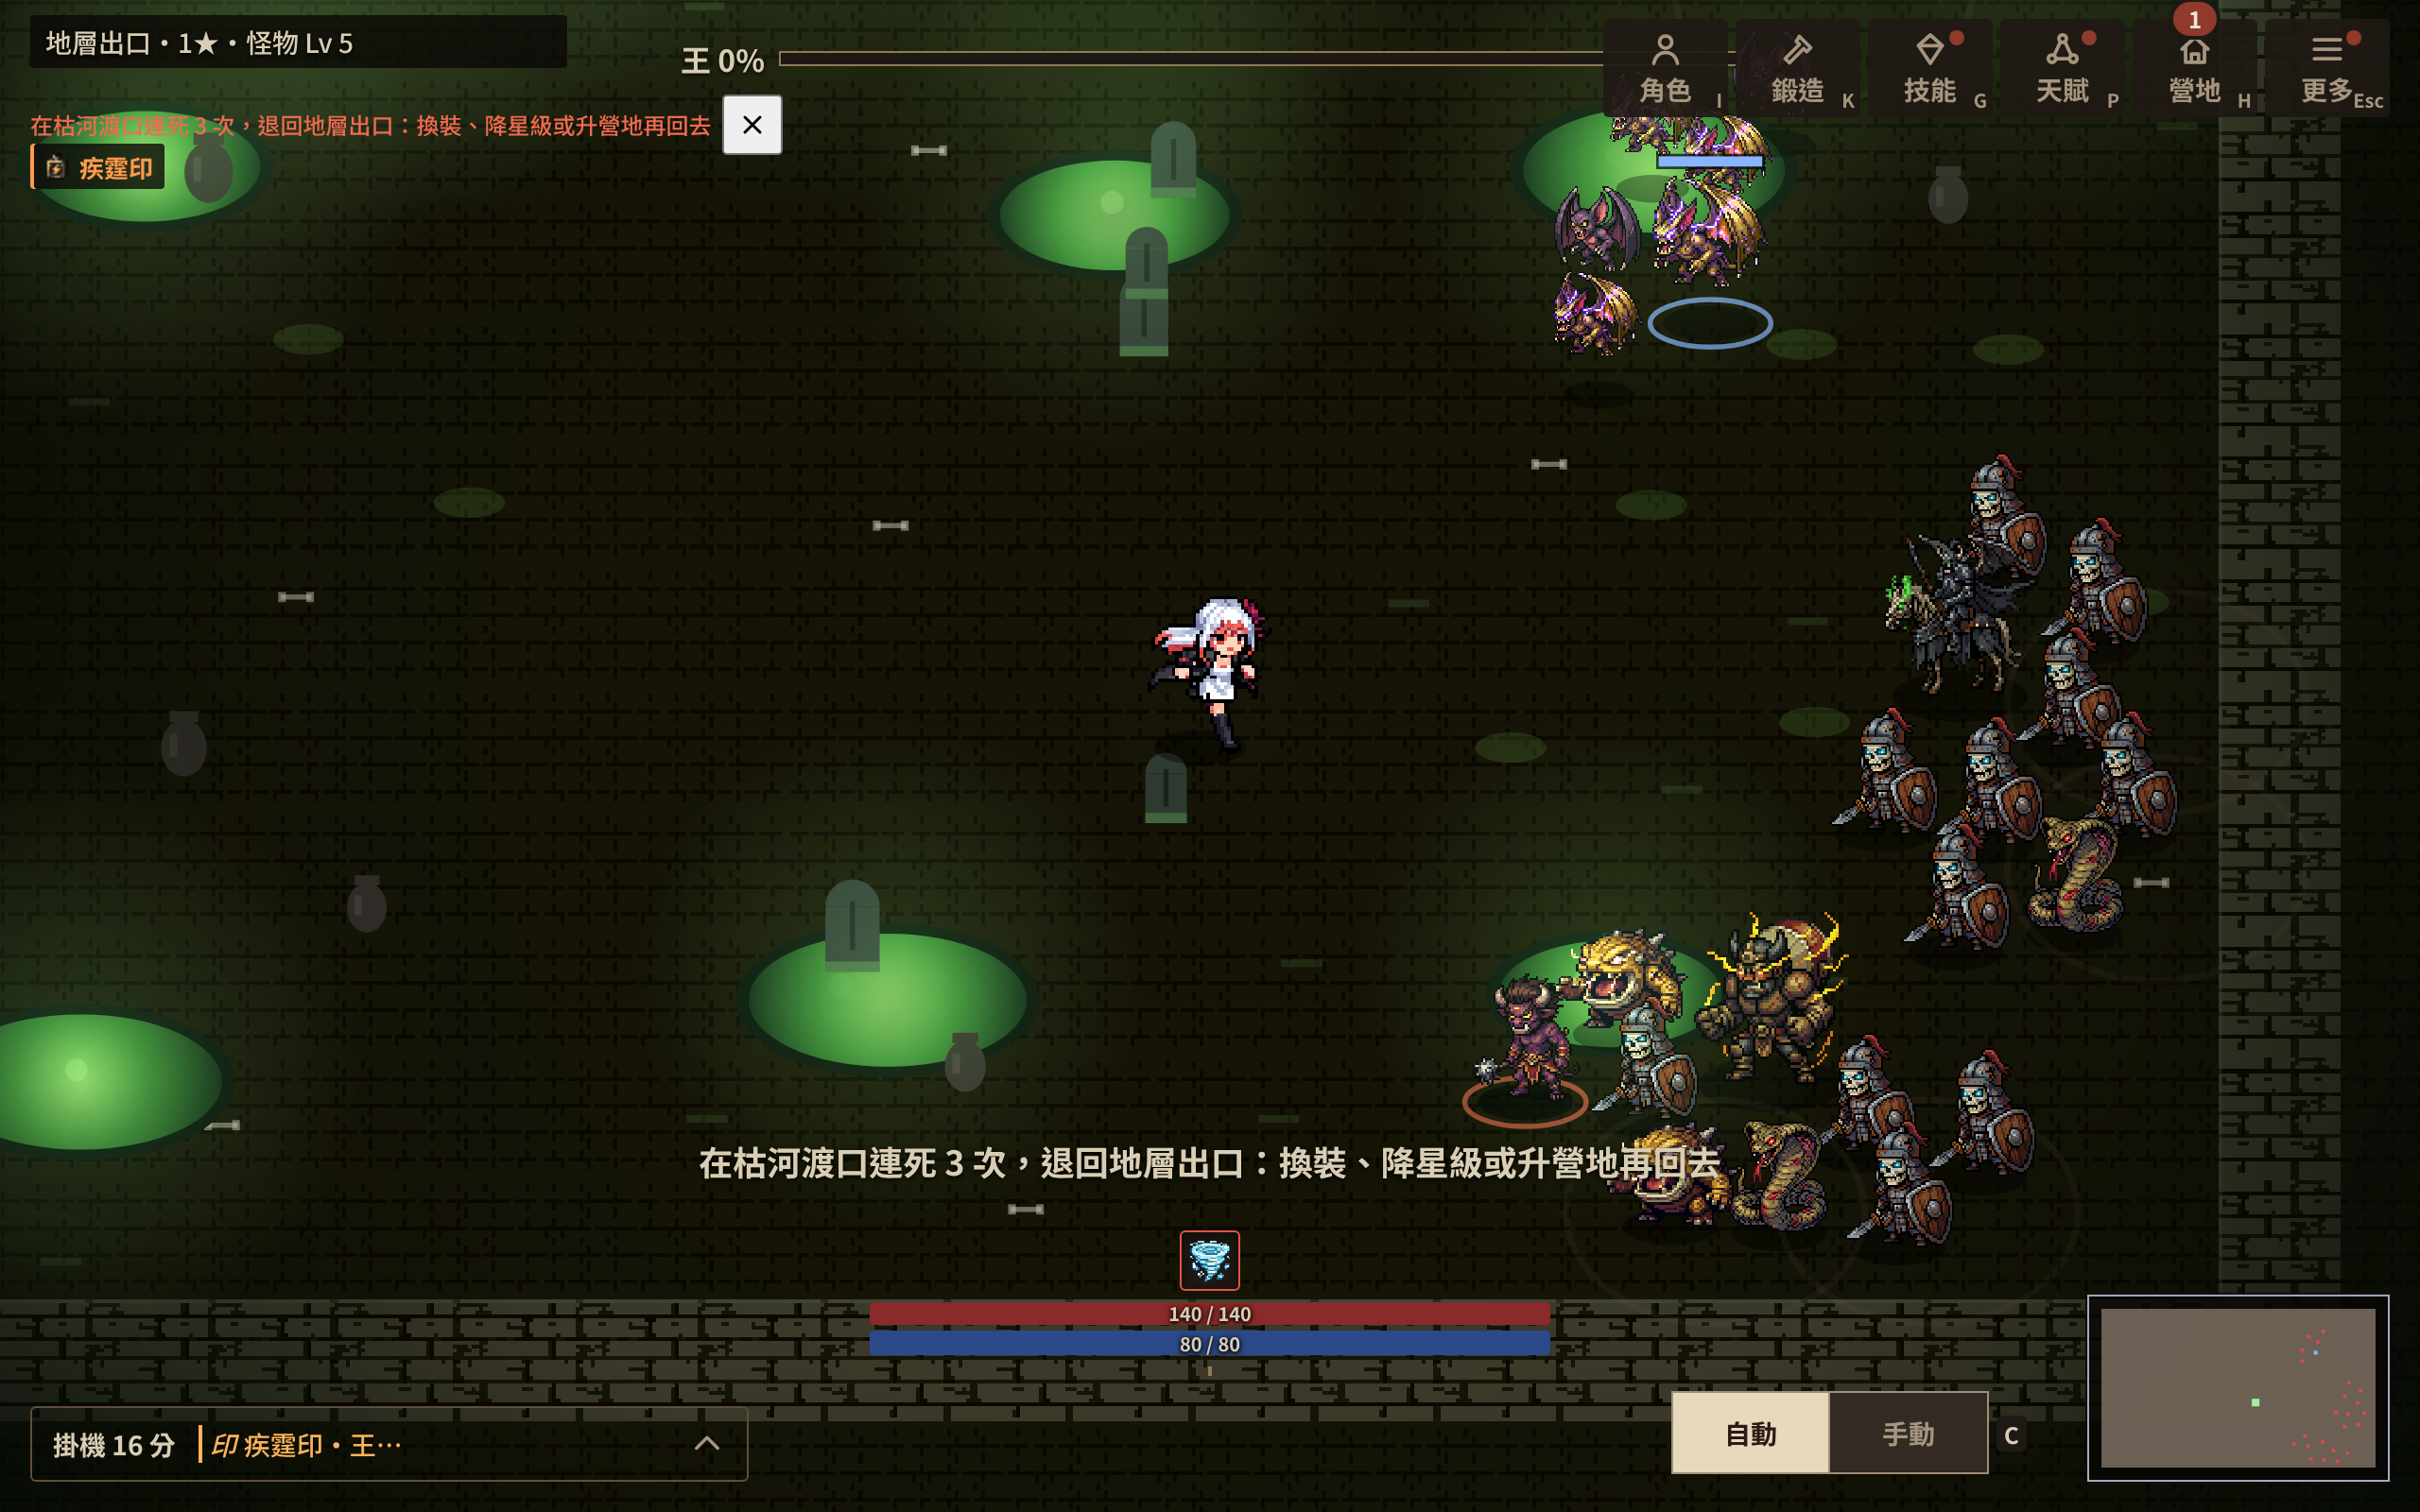 地層出口・1★・怪物 Lv 5
王 0%
1
角色 I
鍛造 K
技能 G
天賦 P
營地 H
更多 Esc
在枯河渡口連死 3 次，退回地層出口：換裝、降星級或升營地再回去
疾霆印
在枯河渡口連死 3 次，退回地層出口：換裝、降星級或升營地再回去
140 / 140
80 / 80
掛機 16 分 印 疾霆印・王…
自動 手動 C